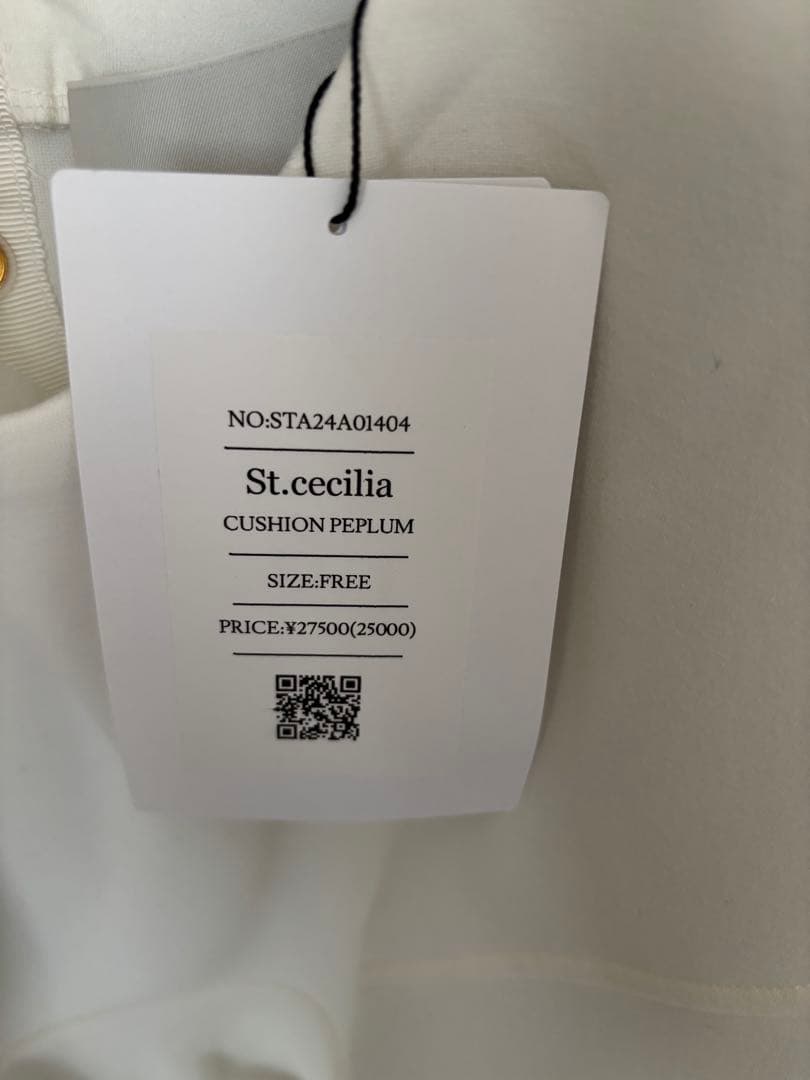 NO:STA24A01404
St.cecilia
CUSHION PEPLUM
SIZE:FREE
PRICE:¥27500(25000)